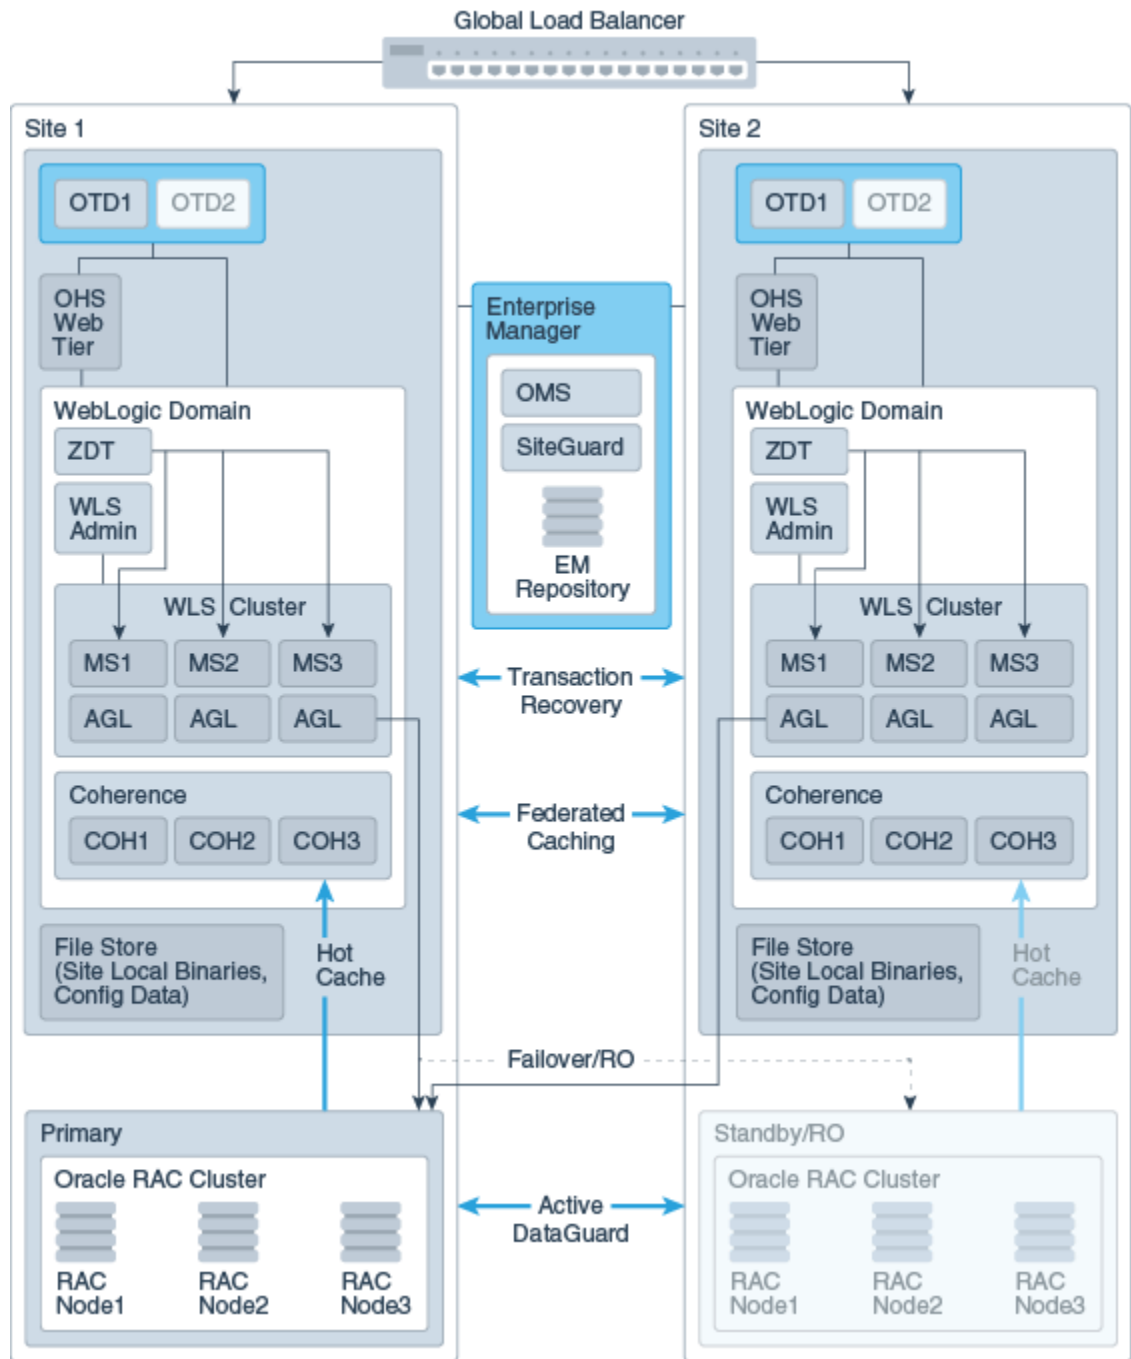 Global Load Balancer
Site 1
OTD1
OTD2
OHS
Web
Tier
WebLogic Domain
ZDT
WLS
Admin
WLS Cluster
MS1
MS2
MS3
AGL
AGL
AGL
Coherence
COH1
COH2
COH3
File Store
(Site Local Binaries,
Config Data)
Hot
Cache
Primary
Oracle RAC Cluster
RAC
Node1
RAC
Node2
RAC
Node3
Enterprise
Manager
OMS
SiteGuard
EM
Repository
Transaction
Recovery
Federated
Caching
Failover/RO
Active
DataGuard
Site 2
OTD1
OTD2
OHS
Web
Tier
WebLogic Domain
ZDT
WLS
Admin
WLS Cluster
MS1
MS2
MS3
AGL
AGL
AGL
Coherence
COH1
COH2
COH3
File Store
(Site Local Binaries,
Config Data)
Hot
Cache
Standby/RO
Oracle RAC Cluster
RAC
Node1
RAC
Node2
RAC
Node3